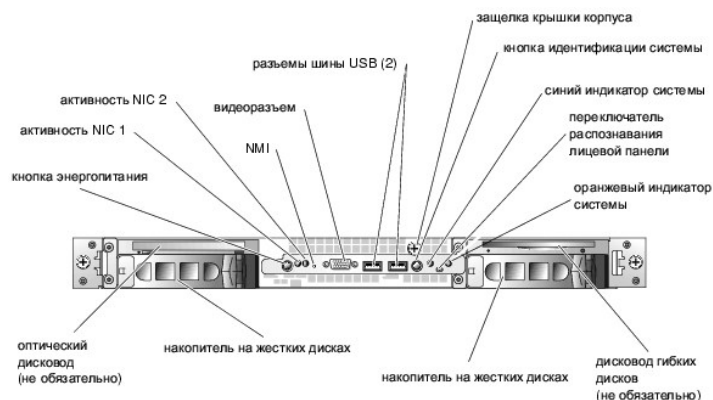 защелка крышки корпуса
кнопка идентификации системы
разъемы шины USB (2)
синий индикатор системы
активность NIC 2
видеоразъем
переключатель
распознавания
лицевой панели
активность NIC 1
NMI
кнопка энергопитания
оранжевый индикатор
системы
оптический
дисковод
(не обязательно)
накопитель на жестких дисках
накопитель на жестких дисках
дисковод гибких
дисков
(не обязательно)